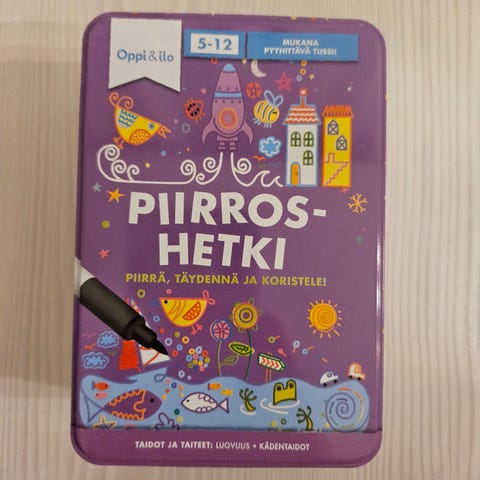 Oppi&ilo
5-12
MUKANA
PYYHITTÄVÄ TUSSI!
PIIRROS-
HETKI
PIIRRÄ, TÄYDENNÄ JA KORISTELE!
TAIDOT JA TAITEET: LUOVUUS • KÄDENTAIDOT